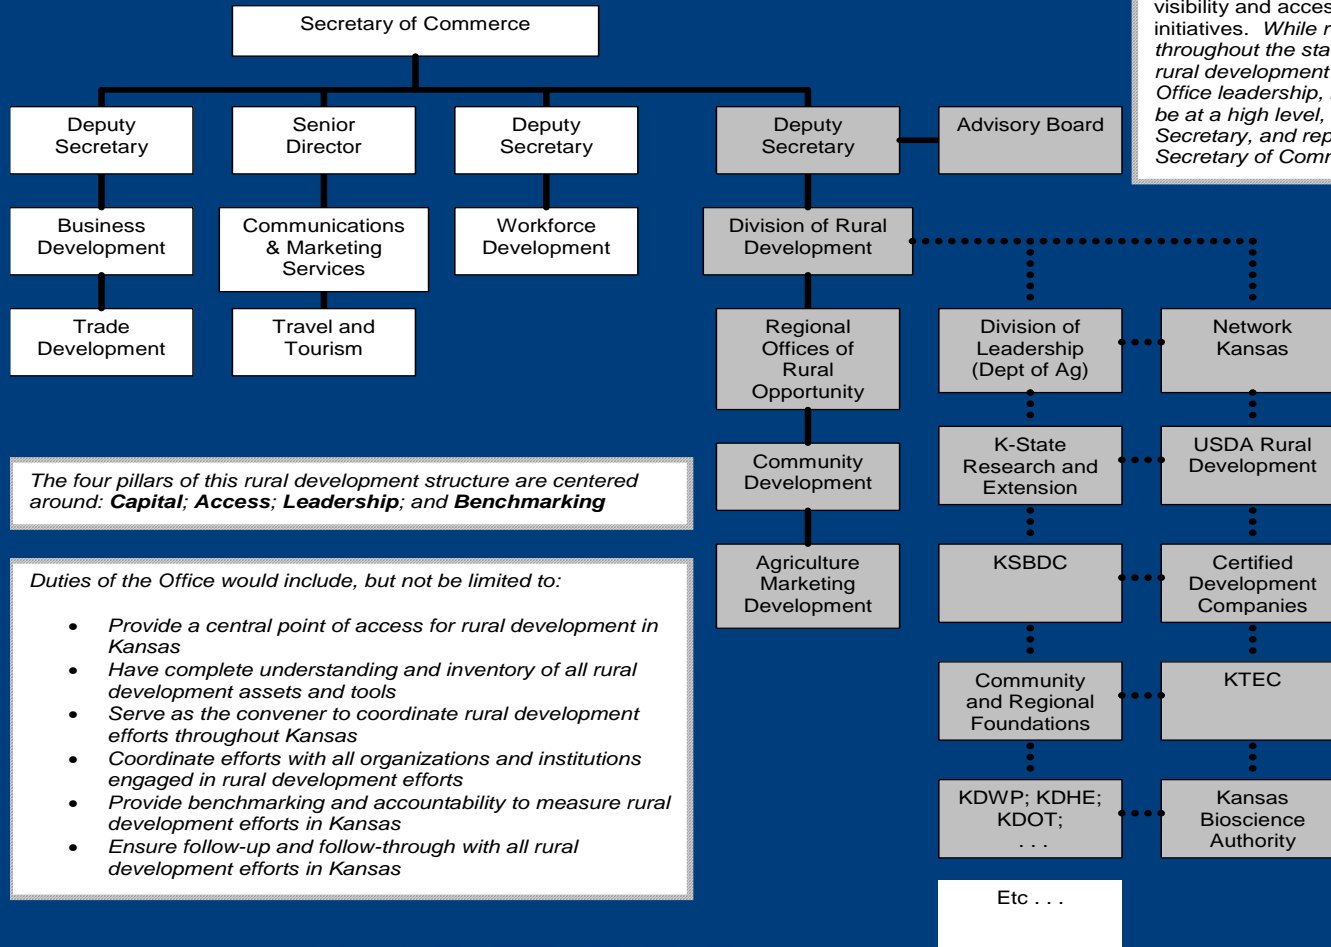 Secretary of Commerce
visibility and acces
initiatives. While r
throughout the sta
rural development
Office leadership,
be at a high level,
Secretary, and rep
Secretary of Comm
Deputy
Secretary
Senior
Director
Deputy
Secretary
Deputy
Secretary
Advisory Board
Business
Development
Communications
& Marketing
Services
Workforce
Development
Division of Rural
Development
Trade
Development
Travel and
Tourism
Regional
Offices of
Rural
Opportunity
Division of
Leadership
(Dept of Ag)
Network
Kansas
Community
Development
K-State
Research and
Extension
USDA Rural
Development
Agriculture
Marketing
Development
KSBDC
Certified
Development
Companies
Community
and Regional
Foundations
KTEC
KDWP; KDHE;
KDOT;
. . .
Kansas
Bioscience
Authority
Etc . . .
The four pillars of this rural development structure are centered
around: Capital; Access; Leadership; and Benchmarking
Duties of the Office would include, but not be limited to:
• Provide a central point of access for rural development in
Kansas
• Have complete understanding and inventory of all rural
development assets and tools
• Serve as the convener to coordinate rural development
efforts throughout Kansas
• Coordinate efforts with all organizations and institutions
engaged in rural development efforts
• Provide benchmarking and accountability to measure rural
development efforts in Kansas
• Ensure follow-up and follow-through with all rural
development efforts in Kansas